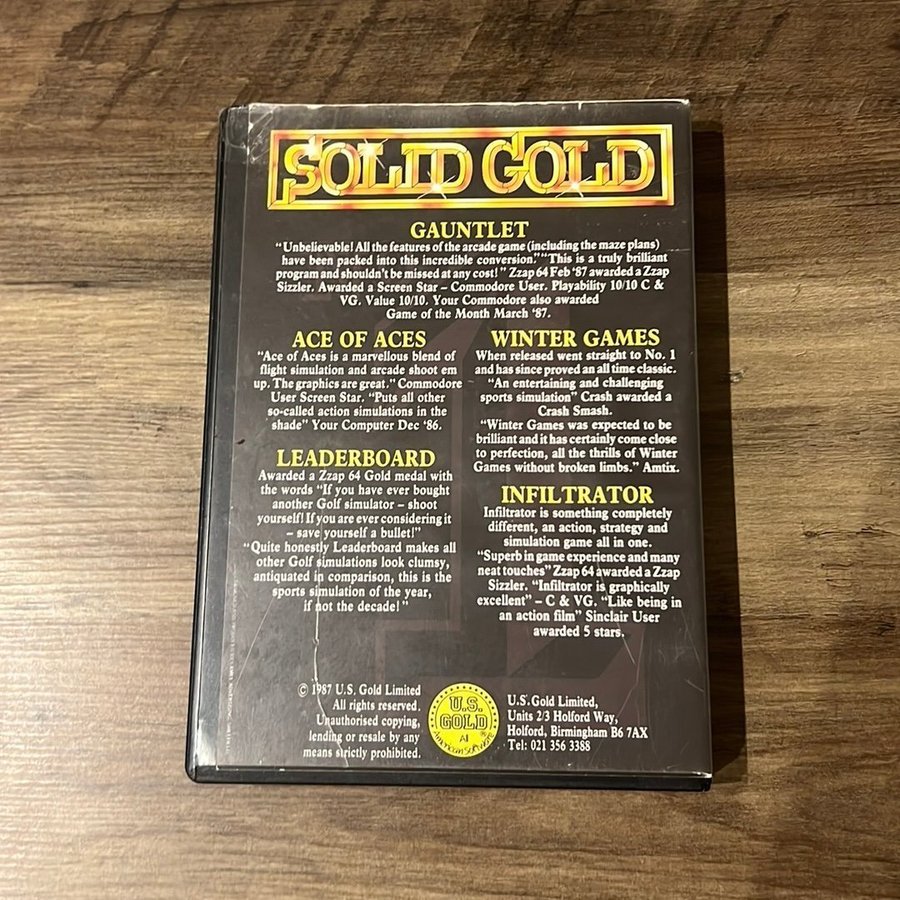 SOLID GOLD
GAUNTLET
"Unbelievable! All the features of the arcade game (including the maze plans)
have been packed into this incredible conversion." "This is a truly brilliant
program and shouldn't be missed at any cost!" Zzap 64 Feb '87 awarded a Zzap
Sizzler. Awarded a Screen Star – Commodore User. Playability 10/10 C &
VG. Value 10/10. Your Commodore also awarded
Game of the Month March '87.
ACE OF ACES
"Ace of Aces is a marvellous blend of
flight simulation and arcade shoot em
up. The graphics are great." Commodore
User Screen Star. "Puts all other
so-called action simulations in the
shade" Your Computer Dec '86.
LEADERBOARD
Awarded a Zzap 64 Gold medal with
the words "If you have ever bought
another Golf simulator – shoot
yourself! If you are ever considering it
– save yourself a bullet!"
"Quite honestly Leaderboard makes all
other Golf simulations look clumsy,
antiquated in comparison, this is the
sports simulation of the year,
if not the decade!"
WINTER GAMES
When released went straight to No. 1
and has since proved an all time classic.
"An entertaining and challenging
sports simulation" Crash awarded a
Crash Smash.
"Winter Games was expected to be
brilliant and it has certainly come close
to perfection, all the thrills of Winter
Games without broken limbs." Amtix.
INFILTRATOR
Infiltrator is something completely
different, an action, strategy and
simulation game all in one.
"Superb in game experience and many
neat touches" Zzap 64 awarded a Zzap
Sizzler. "Infiltrator is graphically
excellent" – C & VG. "Like being in
an action film" Sinclair User
awarded 5 stars.
© 1987 U.S. Gold Limited
All rights reserved.
Unauthorised copying,
lending or resale by any
means strictly prohibited.
U.S.
GOLD
All
American Software
®
U.S. Gold Limited,
Units 2/3 Holford Way,
Holford, Birmingham B6 7AX
Tel: 021 356 3388